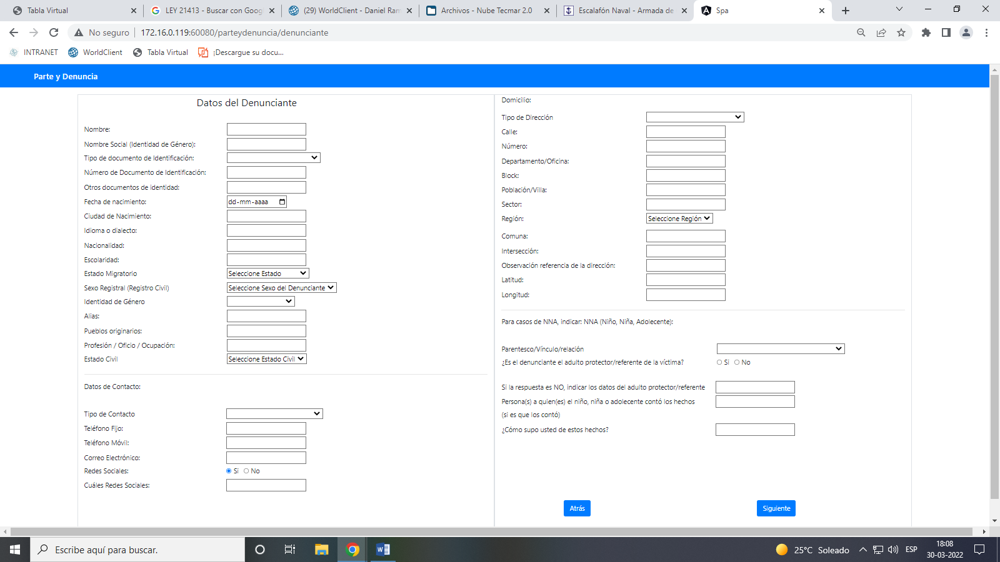 Tabla Virtual
LEY 21413 - Buscar con Goog
(29) WorldClient - Daniel Ram
Archivos - Nube Tecmar 2.0
Escalafón Naval - Armada de
Spa
No seguro
172.16.0.119:60080/parteydenuncia/denunciante
INTRANET
WorldClient
Tabla Virtual
¡Descargue su docu...
Parte y Denuncia
Datos del Denunciante
Nombre:
Nombre Social (Identidad de Género):
Tipo de documento de Identificación:
Número de Documento de Identificación:
Otros documentos de identidad:
Fecha de nacimiento: dd-mm-aaaa
Ciudad de Nacimiento:
Idioma o dialecto:
Nacionalidad:
Escolaridad:
Estado Migratorio Seleccione Estado
Sexo Registral (Registro Civil) Seleccione Sexo del Denunciante
Identidad de Género
Alias:
Pueblos originarios:
Profesión / Oficio / Ocupación:
Estado Civil Seleccione Estado Civil
Datos de Contacto:
Tipo de Contacto
Teléfono Fijo:
Teléfono Móvil:
Correo Electrónico:
Redes Sociales: Si No
Cuáles Redes Sociales:
Domicilio:
Tipo de Dirección
Calle:
Número:
Departamento/Oficina:
Block:
Población/Villa:
Sector:
Región: Seleccione Región
Comuna:
Intersección:
Observación referencia de la dirección:
Latitud:
Longitud:
Para casos de NNA, indicar: NNA (Niño, Niña, Adolecente):
Parentesco/Vínculo/relación
¿Es el denunciante el adulto protector/referente de la víctima? Si No
Si la respuesta es NO, indicar los datos del adulto protector/referente
Persona(s) a quien(es) el niño, niña o adolecente contó los hechos
(si es que los contó)
¿Cómo supo usted de estos hechos?
Atrás
Siguiente
Escribe aquí para buscar.
25°C Soleado
ESP
18:08
30-03-2022